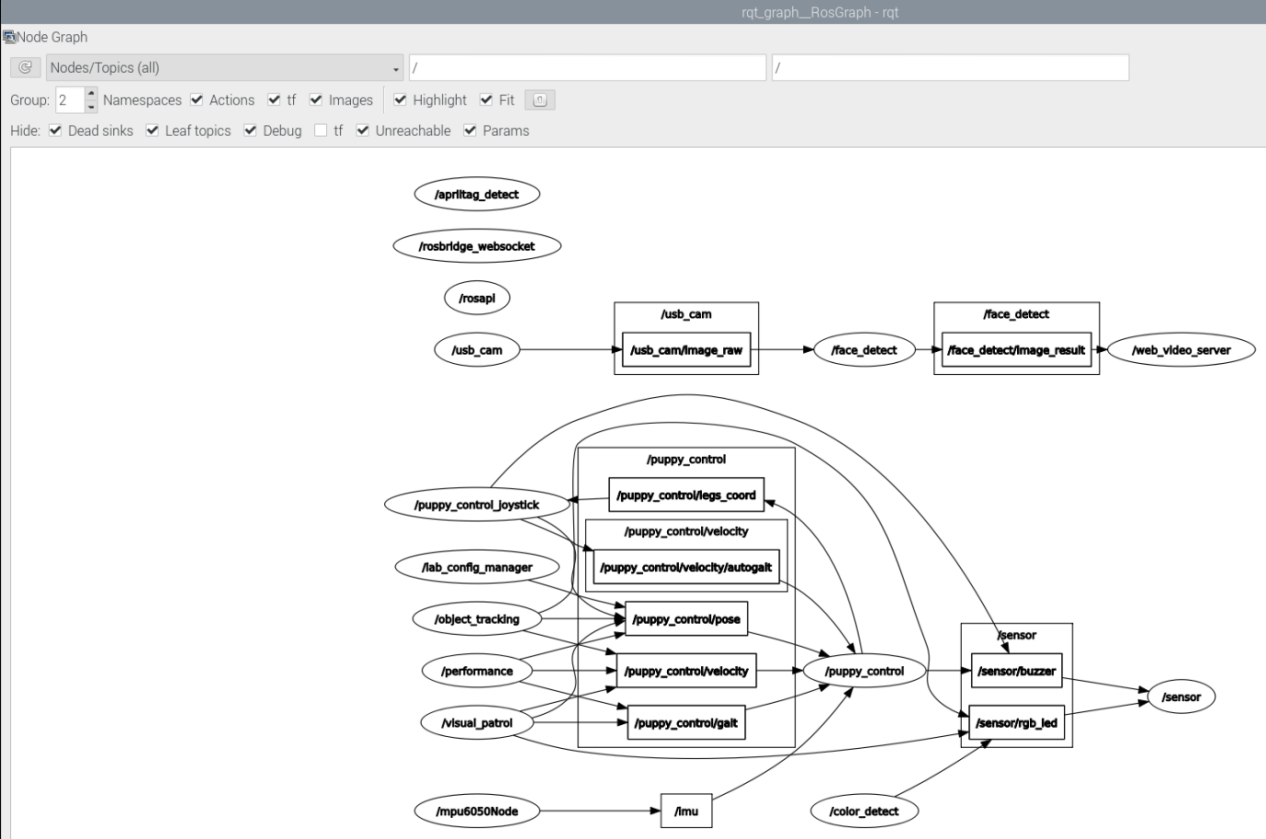 rqt_graph__RosGraph - rqt
Node Graph
Nodes/Topics (all)
/
/
Group: 2 Namespaces Actions tf Images Highlight Fit
Hide: Dead sinks Leaf topics Debug tf Unreachable Params
/apriltag_detect
/rosbridge_websocket
/rosapi
/usb_cam
/usb_cam
/usb_cam/image_raw
/face_detect
/face_detect
/face_detect/image_result
/web_video_server
/puppy_control
/puppy_control_joystick
/puppy_control/legs_coord
/puppy_control/velocity
/lab_config_manager
/puppy_control/velocity/autogait
/object_tracking
/puppy_control/pose
/performance
/puppy_control/velocity
/puppy_control
/sensor
/sensor/buzzer
/sensor
/visual_patrol
/puppy_control/gait
/sensor/rgb_led
/mpu6050Node
/imu
/color_detect